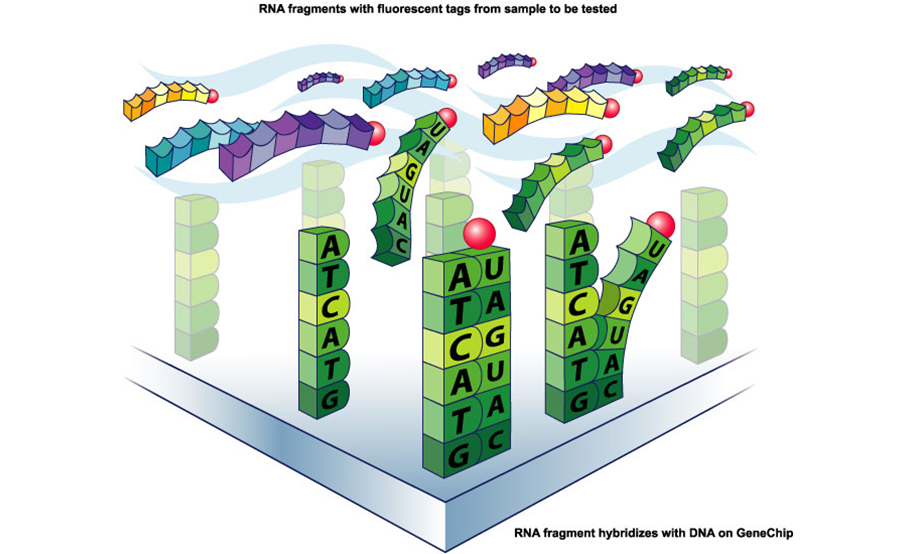 RNA fragments with fluorescent tags from sample to be tested
U
A
G
U
A
C
A
T
C
A
T
G
A U
T A
C G
A U
T A
G C
A
T
C
A
T
G
U
A
G
U
A
C
RNA fragment hybridizes with DNA on GeneChip